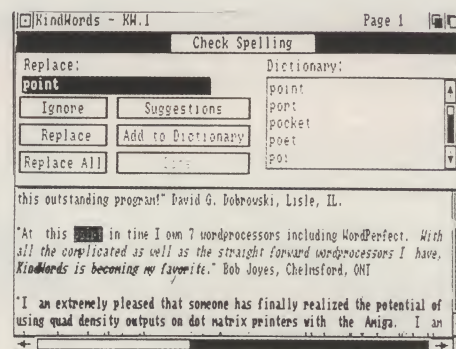 KindWords - KW.1 Page 1
Check Spelling
Replace:
point
Ignore
Suggestions
Replace
Add to Dictionary
Replace All
Dictionary:
point
port
pocket
poet
this outstanding program!" David G. Dobrowski, Lisle, IL.
"At this point in time I own 7 wordprocessors including WordPerfect. With
all the complicated as well as the straight forward wordprocessors I have,
KindWords is becoming my favorite." Bob Joyes, Chelmsford, ONT
"I am extremely pleased that someone has finally realized the potential of
using quad density outputs on dot matrix printers with the Amiga. I am